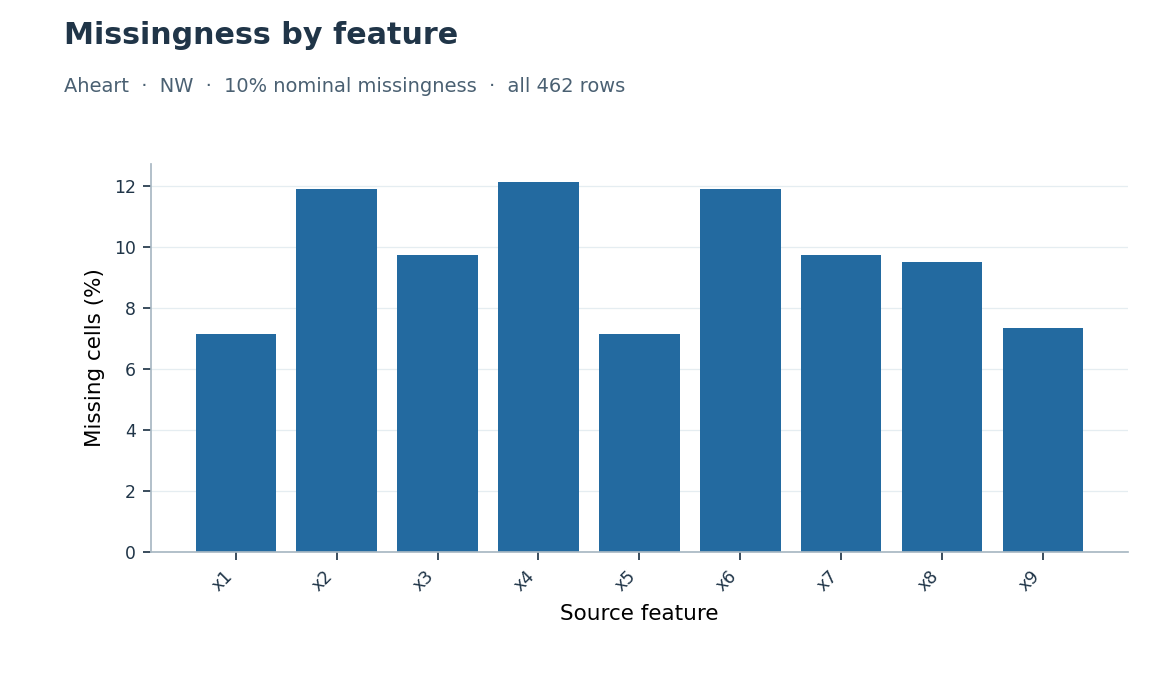 Missingness by feature
Aheart · NW · 10% nominal missingness · all 462 rows
12
10
8
6
4
2
0
Missing cells (%)
x1 x2 x3 x4 x5 x6 x7 x8 x9
Source feature